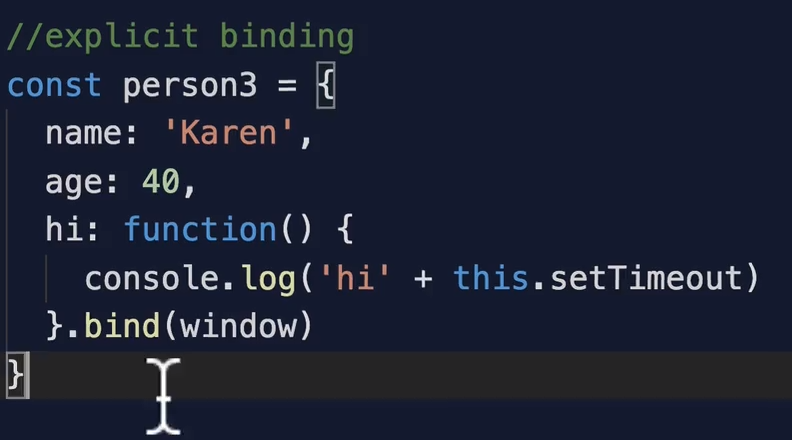 //explicit binding
const person3 = {
  name: 'Karen',
  age: 40,
  hi: function() {
    console.log('hi' + this.setTimeout)
  }.bind(window)
}